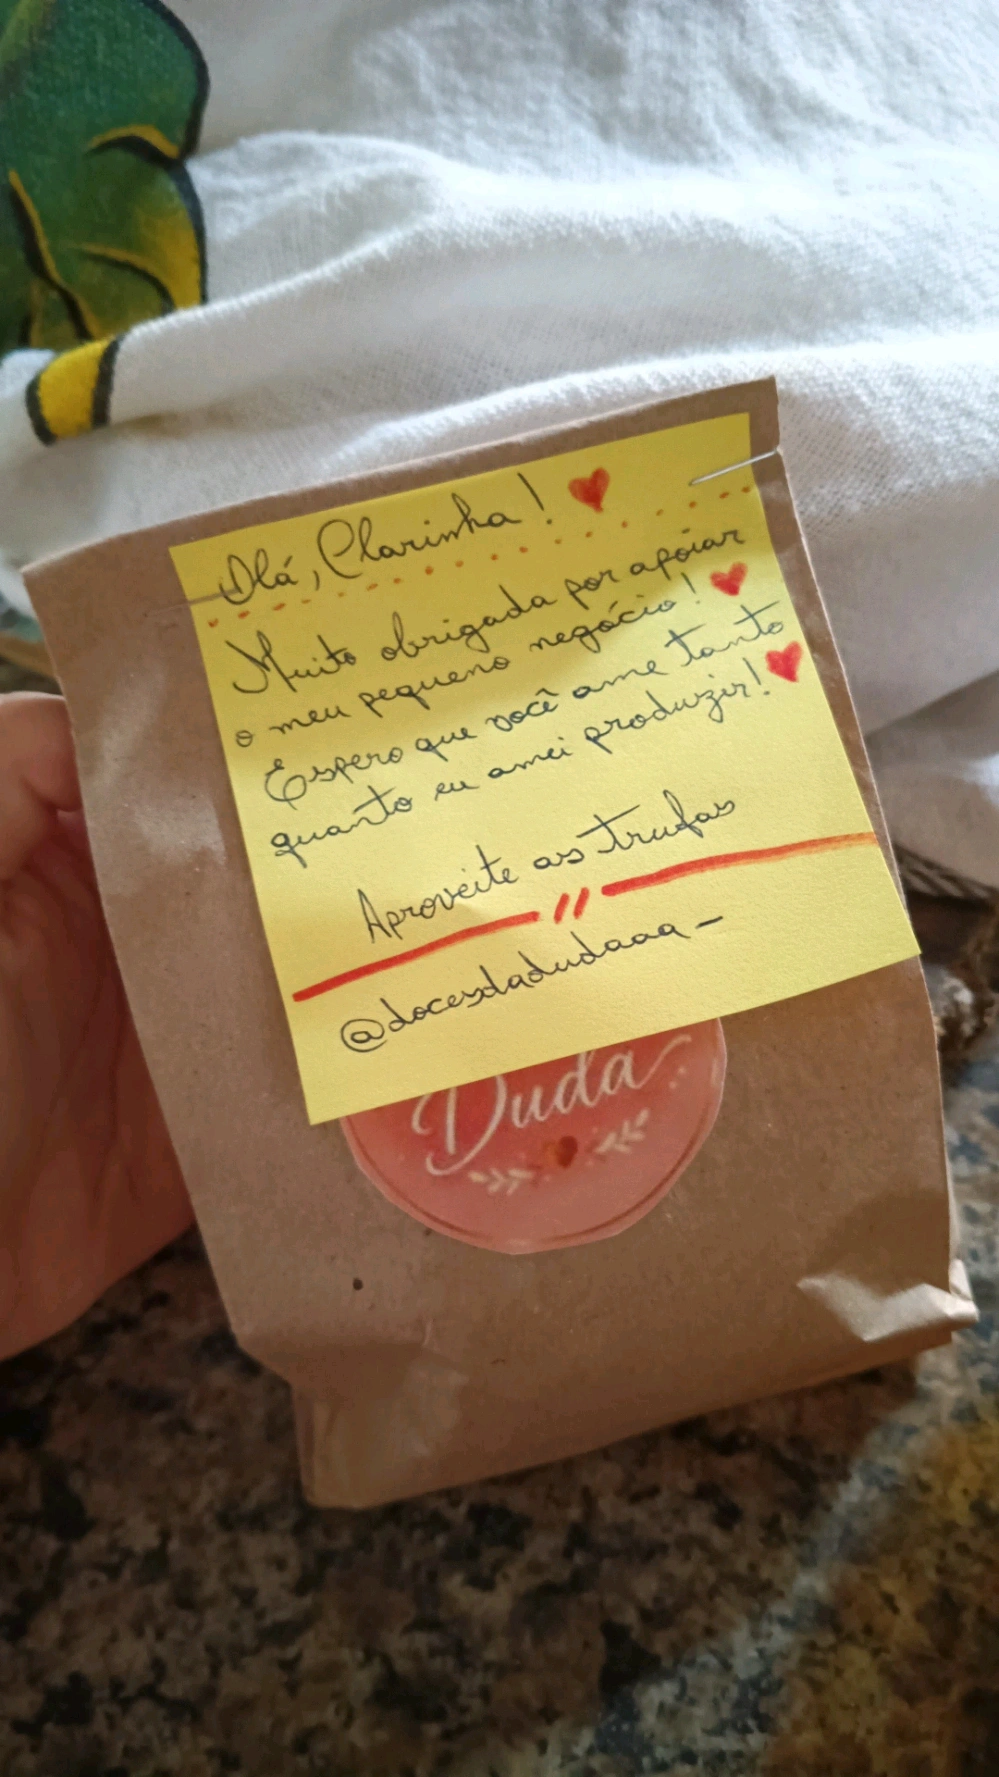 Olá, Clarinha! ❤
Muito obrigada por apoiar
o meu pequeno negócio! ❤
Espero que você ame tanto
quanto eu amei produzir! ❤
Aproveite as trufas
@docesdadudaaa_
Duda